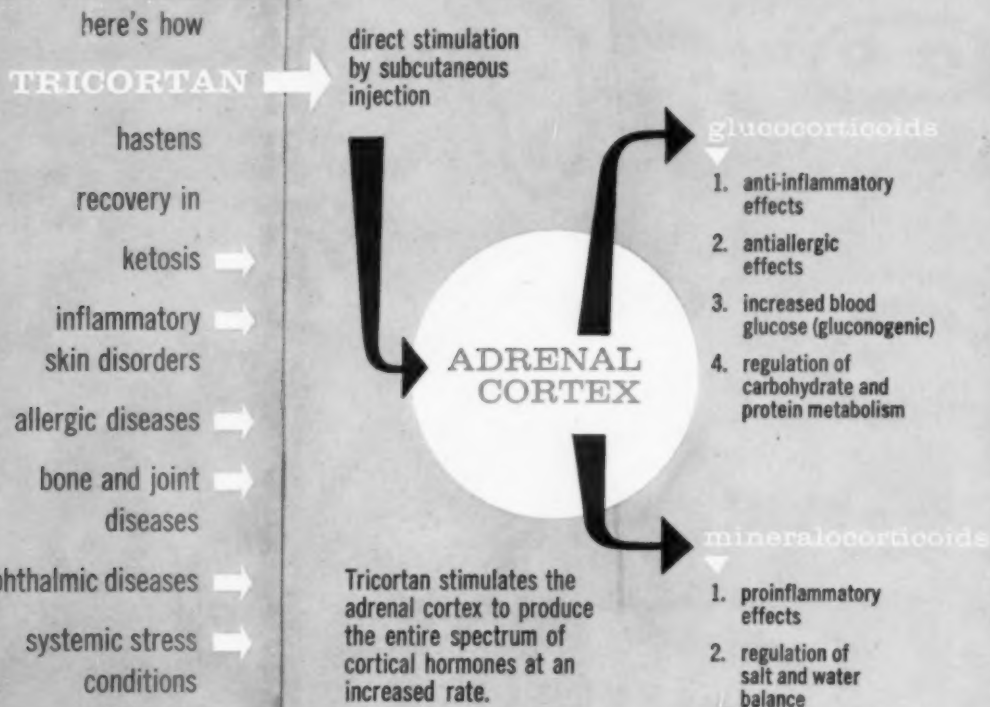 here's how
TRICORTAN
hastens
recovery in
ketosis
inflammatory
skin disorders
allergic diseases
bone and joint
diseases
diseases
systemic stress
conditions
direct stimulation
by subcutaneous
injection
ADRENAL
CORTEX
Tricortan stimulates the
adrenal cortex to produce
the entire spectrum of
cortical hormones at an
increased rate.
glucocorticoids
1. anti-inflammatory
effects
2. antiallergic
effects
3. increased blood
glucose (gluconogenic)
4. regulation of
carbohydrate and
protein metabolism
mineralocorticoids
1. proinflammatory
effects
2. regulation of
salt and water
balance